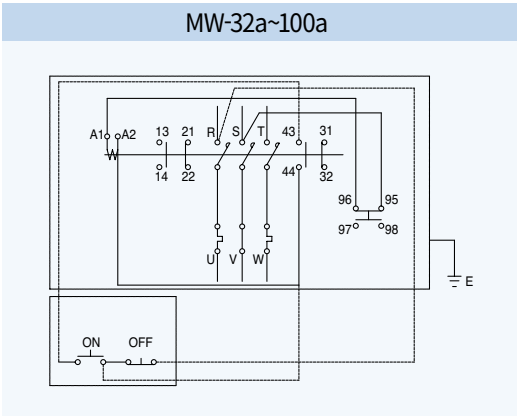 MW-32a~100a
A1 A2 13 21 R S T 43 31
14 22 44 32
96 95
97 98
U V W
E
ON OFF